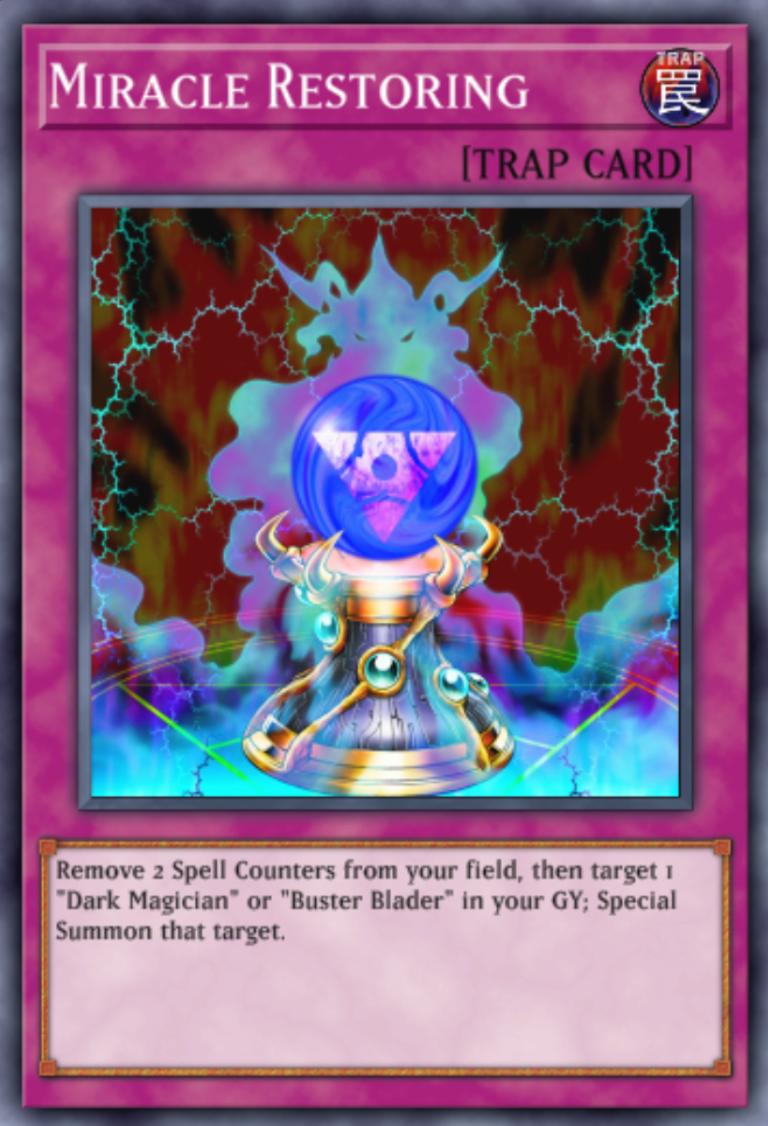 MIRACLE RESTORING
TRAP
罠
[TRAP CARD]
Remove 2 Spell Counters from your field, then target 1
"Dark Magician" or "Buster Blader" in your GY; Special
Summon that target.